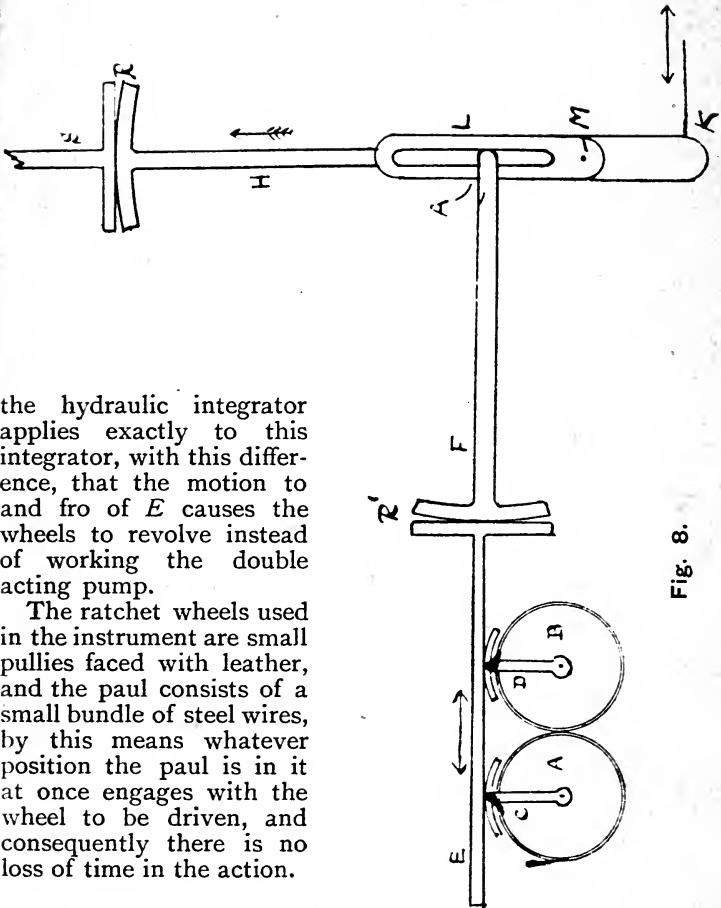 the hydraulic integrator
applies exactly to this
integrator, with this differ-
ence, that the motion to
and fro of E causes the
wheels to revolve instead
of working the double
acting pump.
The ratchet wheels used
in the instrument are small
pullies faced with leather,
and the paul consists of a
small bundle of steel wires,
by this means whatever
position the paul is in it
at once engages with the
wheel to be driven, and
consequently there is no
loss of time in the action.
R
H
L
M
K
A
F
R'
E
C
A
D
B
Fig. 8.